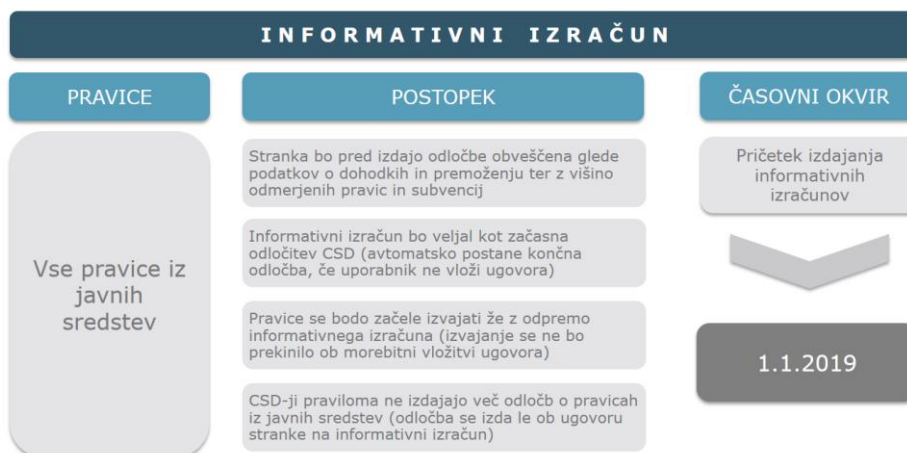 INFORMATIVNI IZRAČUN
PRAVICE
Vse pravice iz
javnih
sredstev
POSTOPEK
Stranka bo pred izdajo odločbe obveščena glede
podatkov o dohodkih in premoženju ter z višino
odmerjenih pravic in subvencij
Informativni izračun bo veljal kot začasna
odločitev CSD (avtomatsko postane končna
odločba, če uporabnik ne vloži ugovora)
Pravice se bodo začele izvajati že z odpremo
informativnega izračuna (izvajanje se ne bo
prekinilo ob morebitni vložitvi ugovora)
CSD-ji praviloma ne izdajajo več odločb o pravicah
iz javnih sredstev (odločba se izda le ob ugovoru
stranke na informativni izračun)
ČASOVNI OKVIR
Pričetek izdajanja
informativnih
izračunov
1.1.2019